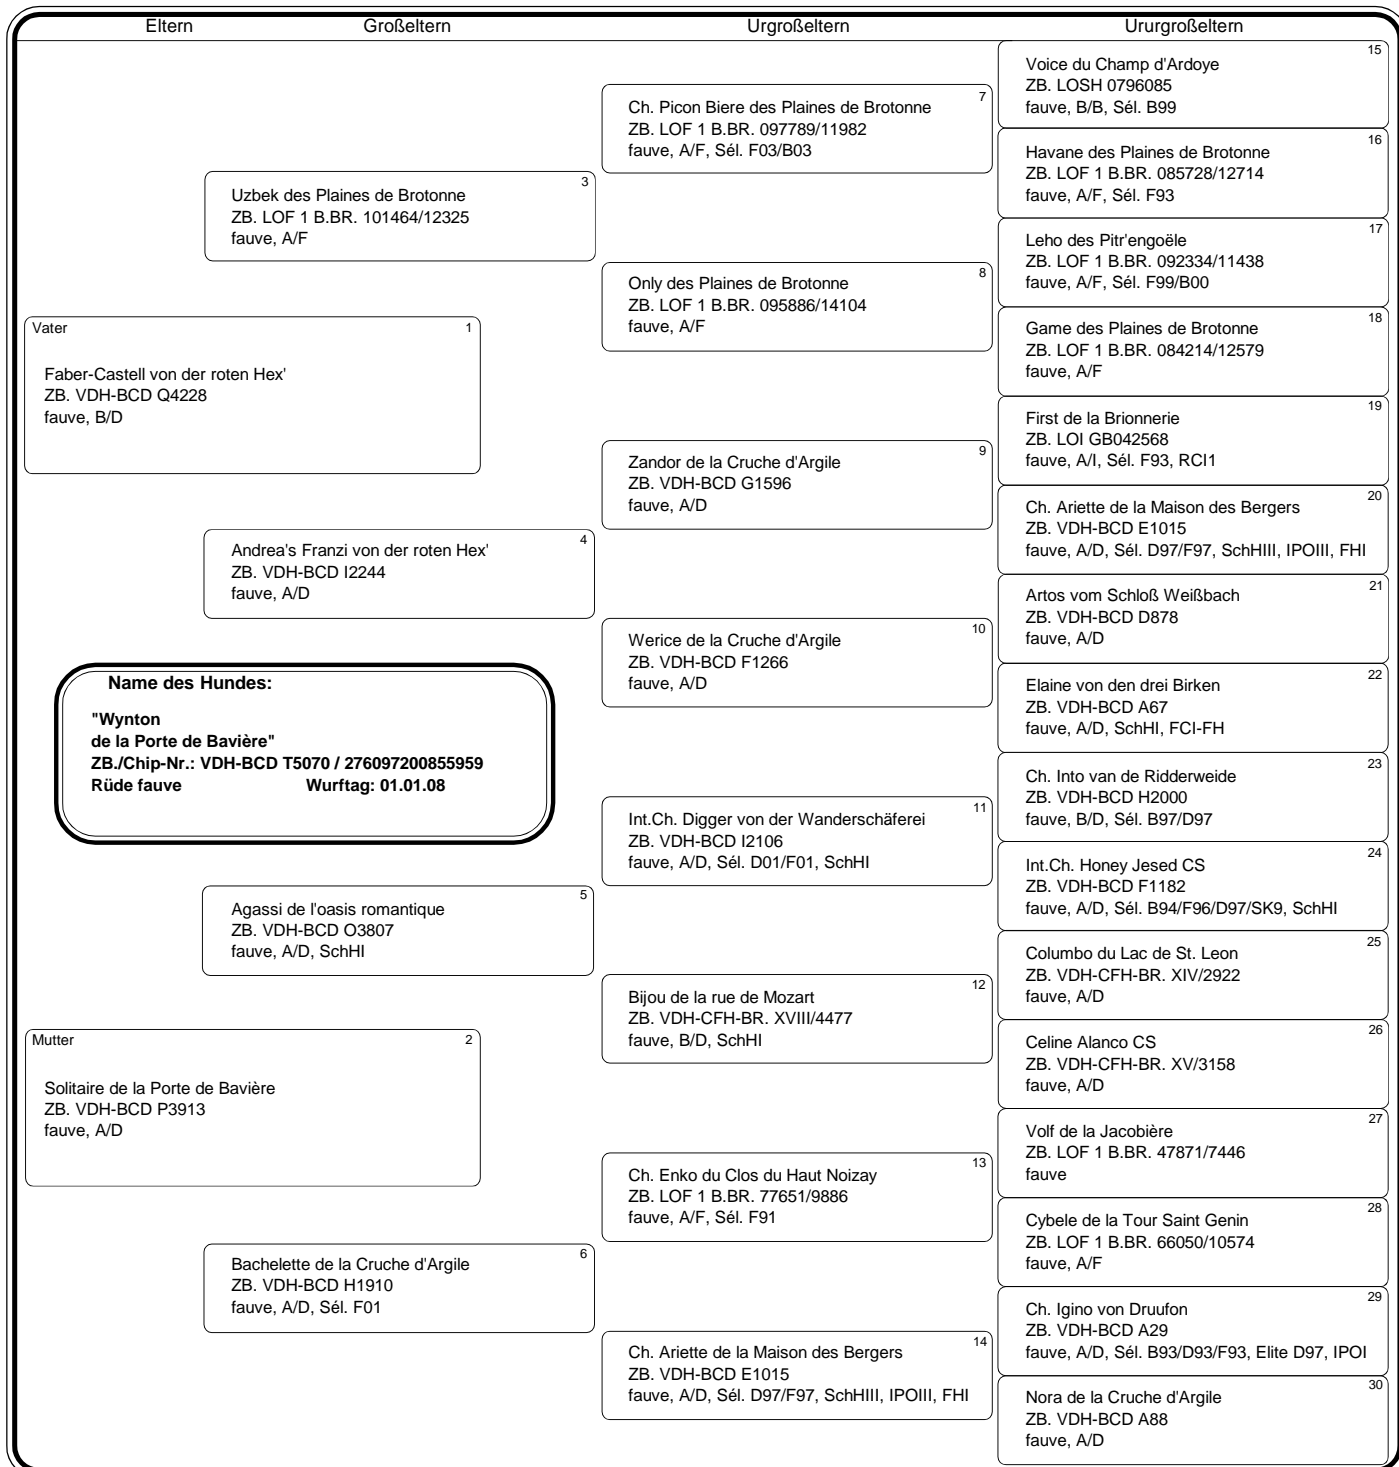 Eltern Großeltern Urgroßeltern Ururgroßeltern
Vater 1
Faber-Castell von der roten Hex'
ZB. VDH-BCD Q4228
fauve, B/D
Mutter 2
Solitaire de la Porte de Bavière
ZB. VDH-BCD P3913
fauve, A/D
Name des Hundes:
"Wynton
de la Porte de Bavière"
ZB./Chip-Nr.: VDH-BCD T5070 / 276097200855959
Rüde fauve Wurftag: 01.01.08
3
Uzbek des Plaines de Brotonne
ZB. LOF 1 B.BR. 101464/12325
fauve, A/F
4
Andrea's Franzi von der roten Hex'
ZB. VDH-BCD I2244
fauve, A/D
5
Agassi de l'oasis romantique
ZB. VDH-BCD O3807
fauve, A/D, SchHI
6
Bachelette de la Cruche d'Argile
ZB. VDH-BCD H1910
fauve, A/D, Sél. F01
7
Ch. Picon Biere des Plaines de Brotonne
ZB. LOF 1 B.BR. 097789/11982
fauve, A/F, Sél. F03/B03
8
Only des Plaines de Brotonne
ZB. LOF 1 B.BR. 095886/14104
fauve, A/F
9
Zandor de la Cruche d'Argile
ZB. VDH-BCD G1596
fauve, A/D
10
Werice de la Cruche d'Argile
ZB. VDH-BCD F1266
fauve, A/D
11
Int.Ch. Digger von der Wanderschäferei
ZB. VDH-BCD I2106
fauve, A/D, Sél. D01/F01, SchHI
12
Bijou de la rue de Mozart
ZB. VDH-CFH-BR. XVIII/4477
fauve, B/D, SchHI
13
Ch. Enko du Clos du Haut Noizay
ZB. LOF 1 B.BR. 77651/9886
fauve, A/F, Sél. F91
14
Ch. Ariette de la Maison des Bergers
ZB. VDH-BCD E1015
fauve, A/D, Sél. D97/F97, SchHIII, IPOIII, FHI
15
Voice du Champ d'Ardoye
ZB. LOSH 0796085
fauve, B/B, Sél. B99
16
Havane des Plaines de Brotonne
ZB. LOF 1 B.BR. 085728/12714
fauve, A/F, Sél. F93
17
Leho des Pitr'engoële
ZB. LOF 1 B.BR. 092334/11438
fauve, A/F, Sél. F99/B00
18
Game des Plaines de Brotonne
ZB. LOF 1 B.BR. 084214/12579
fauve, A/F
19
First de la Brionnerie
ZB. LOI GB042568
fauve, A/I, Sél. F93, RCI1
20
Ch. Ariette de la Maison des Bergers
ZB. VDH-BCD E1015
fauve, A/D, Sél. D97/F97, SchHIII, IPOIII, FHI
21
Artos vom Schloß Weißbach
ZB. VDH-BCD D878
fauve, A/D
22
Elaine von den drei Birken
ZB. VDH-BCD A67
fauve, A/D, SchHI, FCI-FH
23
Ch. Into van de Ridderweide
ZB. VDH-BCD H2000
fauve, B/D, Sél. B97/D97
24
Int.Ch. Honey Jesed CS
ZB. VDH-BCD F1182
fauve, A/D, Sél. B94/F96/D97/SK9, SchHI
25
Columbo du Lac de St. Leon
ZB. VDH-CFH-BR. XIV/2922
fauve, A/D
26
Celine Alanco CS
ZB. VDH-CFH-BR. XV/3158
fauve, A/D
27
Volf de la Jacobière
ZB. LOF 1 B.BR. 47871/7446
fauve
28
Cybele de la Tour Saint Genin
ZB. LOF 1 B.BR. 66050/10574
fauve, A/F
29
Ch. Igino von Druufon
ZB. VDH-BCD A29
fauve, A/D, Sél. B93/D93/F93, Elite D97, IPOI
30
Nora de la Cruche d'Argile
ZB. VDH-BCD A88
fauve, A/D